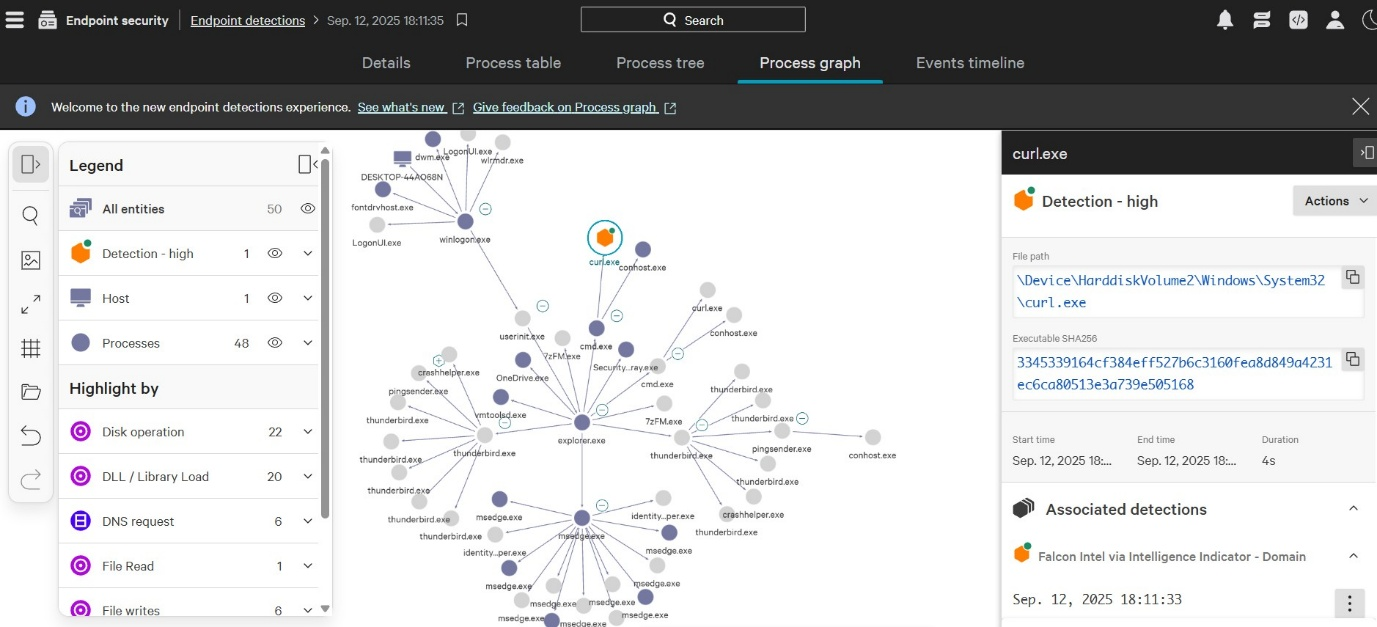 Endpoint security
Endpoint detections > Sep. 12, 2025 18:11:35
Search
Details
Process table
Process tree
Process graph
Events timeline
Welcome to the new endpoint detections experience. See what's new Give feedback on Process graph
Legend
All entities 50
Detection - high 1
Host 1
Processes 48
Highlight by
Disk operation 22
DLL / Library Load 20
DNS request 6
File Read 1
File writes 6
dwm.exe
LogonUI.exe
wlrmdr.exe
DESKTOP-44AO68N
fontdrvhost.exe
LogonUI.exe
winlogon.exe
curl.exe
conhost.exe
curl.exe
conhost.exe
userinit.exe
cmd.exe
7zFM.exe
Security...ray.exe
crashhelper.exe
OneDrive.exe
cmd.exe
pingsender.exe
thunderbird.exe
vmtoolsd.exe
7zFM.exe
thunderbird.exe
thunderbird.exe
explorer.exe
pingsender.exe
thunderbird.exe
thunderbird.exe
thunderbird.exe
conhost.exe
thunderbird.exe
thunderbird.exe
thunderbird.exe
msedge.exe
identity...per.exe
crashhelper.exe
thunderbird.exe
msedge.exe
thunderbird.exe
identity...per.exe
msedge.exe
msedge.exe
msedge.exe
msedge.exe
msedge.exe
msedge.exe
msedge.exe
msedge.exe
curl.exe
Detection - high
Actions
File path
\Device\HarddiskVolume2\Windows\System32
\curl.exe
Executable SHA256
3345339164cf384eff527b6c3160fea8d849a4231
ec6ca80513e3a739e505168
Start time
End time
Duration
Sep. 12, 2025 18:...
Sep. 12, 2025 18:...
4s
Associated detections
Falcon Intel via Intelligence Indicator - Domain
Sep. 12, 2025 18:11:33